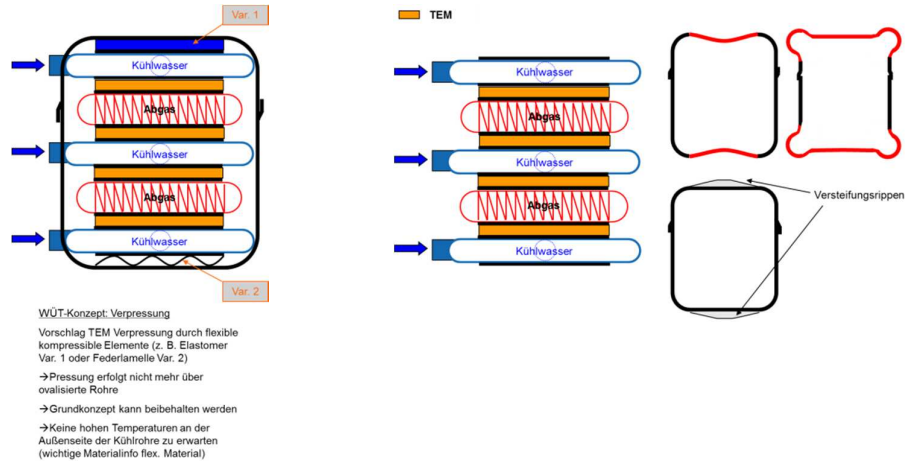 Var. 1
TEM
Kühlwasser
Abgas
Kühlwasser
Abgas
Kühlwasser
Var. 2
Kühlwasser
Abgas
Kühlwasser
Abgas
Kühlwasser
Versteifungsrippen
WÜT-Konzept: Verpressung
Vorschlag TEM Verpressung durch flexible
kompressible Elemente (z. B. Elastomer
Var. 1 oder Federlamelle Var. 2)
→Pressung erfolgt nicht mehr über
ovalisierte Rohre
→Grundkonzept kann beibehalten werden
→Keine hohen Temperaturen an der
Außenseite der Kühlrohre zu erwarten
(wichtige Materialinfo flex. Material)